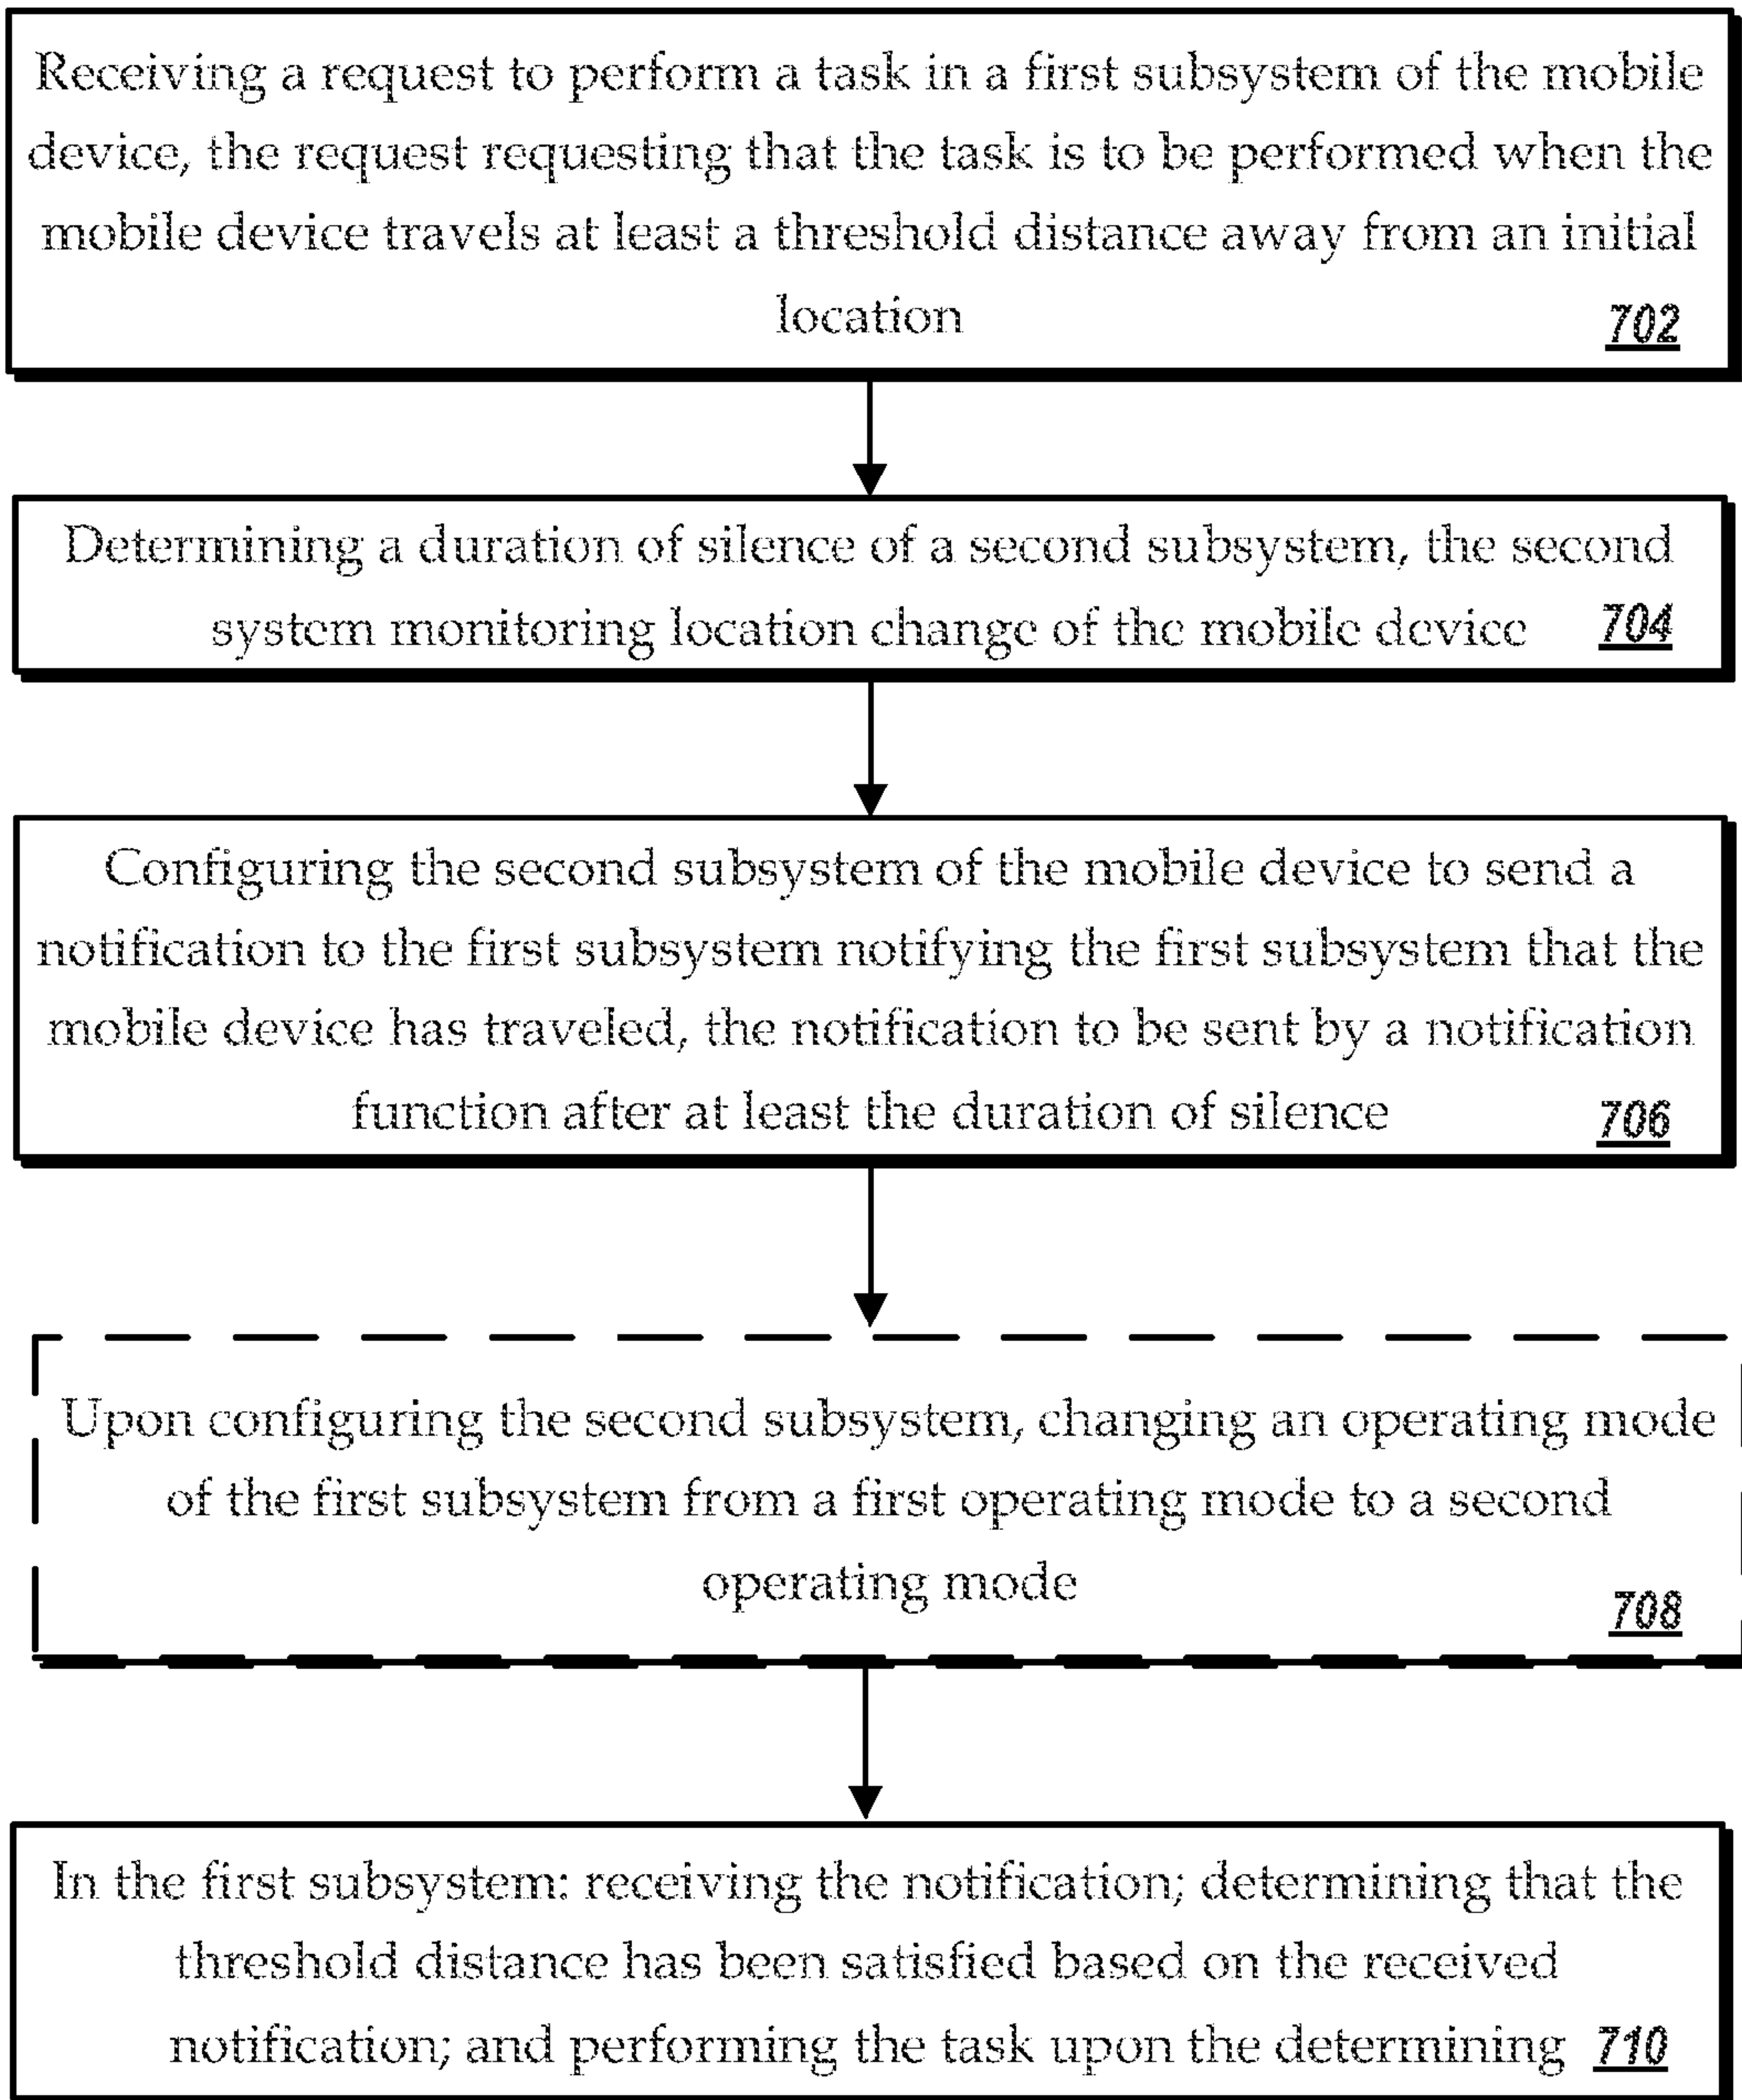 Receiving a request to perform a task in a first subsystem of the mobile
device, the request requesting that the task is to be performed when the
mobile device travels at least a threshold distance away from an initial
location
702
Determining a duration of silence of a second subsystem, the second
system monitoring location change of the mobile device
704
Configuring the second subsystem of the mobile device to send a
notification to the first subsystem notifying the first subsystem that the
mobile device has traveled, the notification to be sent by a notification
function after at least the duration of silence
706
Upon configuring the second subsystem, changing an operating mode
of the first subsystem from a first operating mode to a second
operating mode
708
In the first subsystem: receiving the notification; determining that the
threshold distance has been satisfied based on the received
notification; and performing the task upon the determining 710